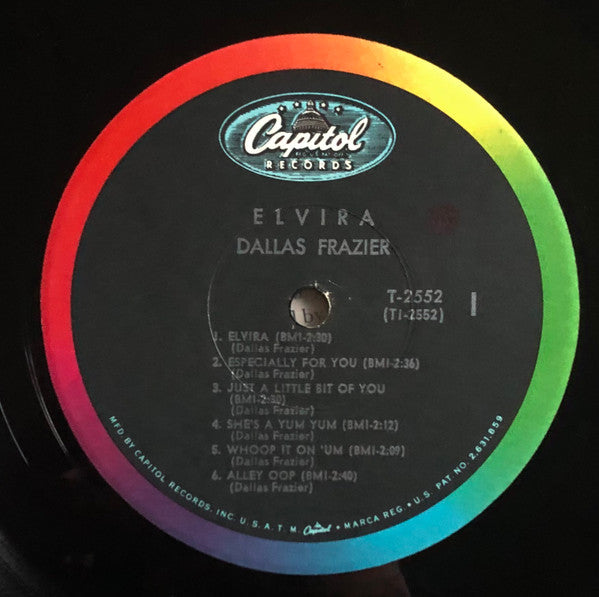 Capitol
RECORDS
E1VIRA
DALLAS FRAZIER
T-2552 1
(T1-2552)
by
1. ELVIRA (BMI-2:30)
(Dallas Frazier)
2. ESPECIALLY FOR YOU (BMI-2:36)
(Dallas Frazier)
3. JUST A LITTLE BIT OF YOU
(BMI-2:30)
(Dallas Frazier)
4. SHE'S A YUM YUM (BMI-2:12)
(Dallas Frazier)
5. WHOOP IT ON 'UM (BMI-2:09)
(Dallas Frazier)
6. ALLEY OOP (BMI-2:40)
(Dallas Frazier)
MFD BY CAPITOL RECORDS, INC. U.S.A. T.M. Capitol • MARCA REG. • U.S. PAT. NO. 2,631,859